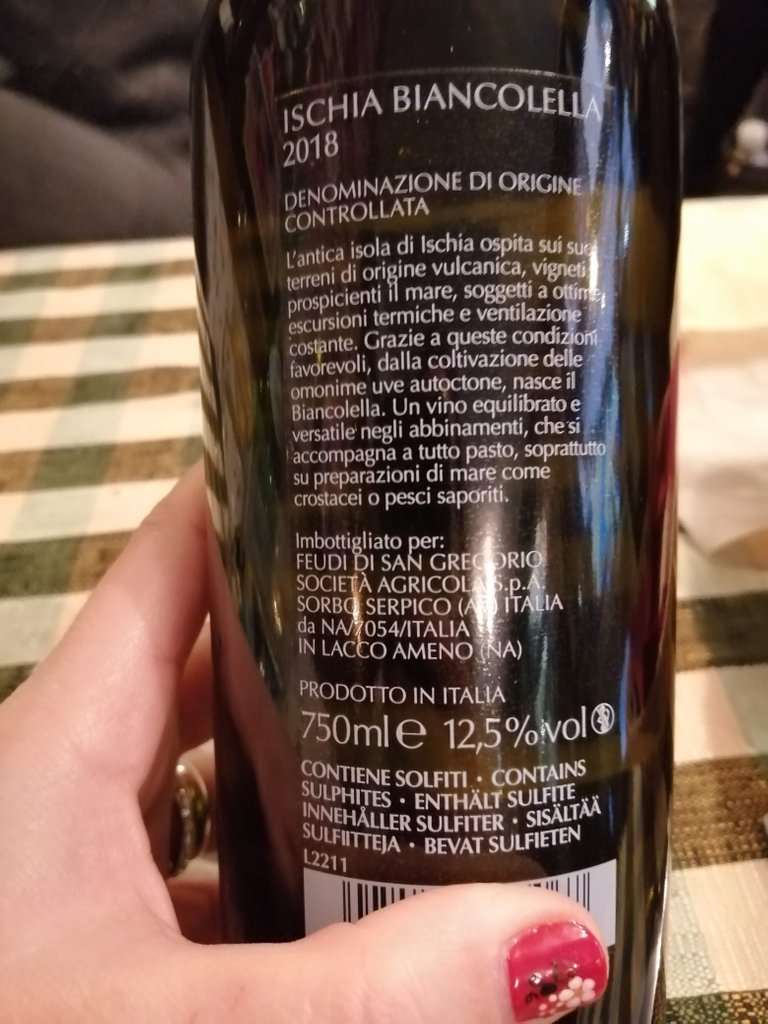 ISCHIA BIANCOLELLA
2018
DENOMINAZIONE DI ORIGINE
CONTROLLATA
L'antica isola di Ischia ospita sui suoi
terreni di origine vulcanica, vigneti
prospicienti il mare, soggetti a ottime
escursioni termiche e ventilazione
costante. Grazie a queste condizioni
favorevoli, dalla coltivazione delle
omonime uve autoctone, nasce il
Biancolella. Un vino equilibrato e
versatile negli abbinamenti, che si
accompagna a tutto pasto, soprattutto
su preparazioni di mare come
crostacei o pesci saporiti.
Imbottigliato per:
FEUDI DI SAN GREGORIO
SOCIETÀ AGRICOLA S.p.A.
SORBO SERPICO (AV) ITALIA
da NA/7054/ITALIA
IN LACCO AMENO (NA)
PRODOTTO IN ITALIA
750ml e 12,5%vol
CONTIENE SOLFITI · CONTAINS
SULPHITES · ENTHÄLT SULFITE
INNEHÅLLER SULFITER · SISÄLTÄÄ
SULFIITTEJA · BEVAT SULFIETEN
L2211